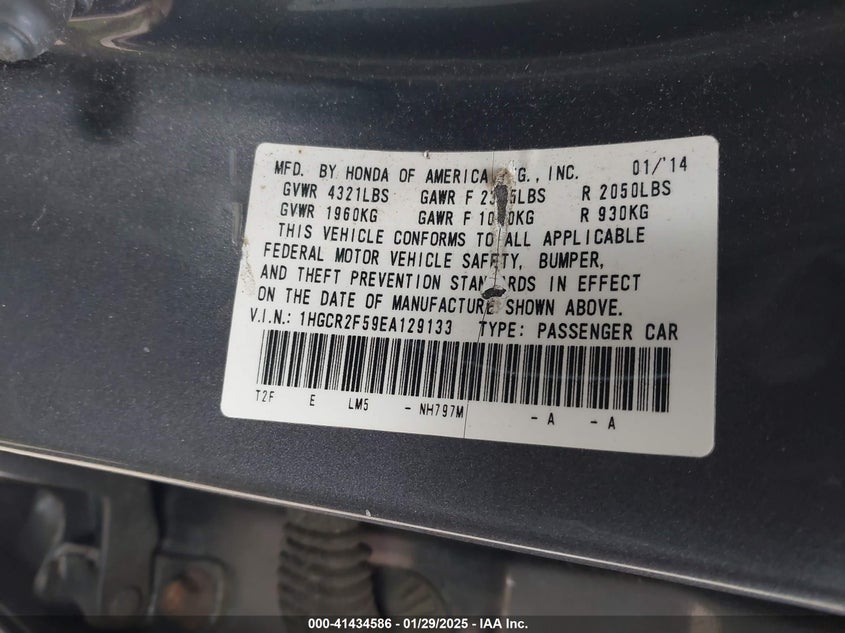 MFD. BY HONDA OF AMERICA 01/'14
GVWR 4321LBS GAWR F R 2050LBS
GVWR 1960KG GAWR F R 930KG
THIS VEHICLE CONFORMS TO ALL APPLICABLE
FEDERAL MOTOR VEHICLE SAFETY, BUMPER,
AND THEFT PREVENTION STANDARDS IN EFFECT
ON THE DATE OF MANUFACTURE SHOWN ABOVE.
V.I.N.: 1HGCR2F59EA129133 TYPE: PASSENGER CAR
T2F E LM5 - NH797M - A - A
000-41434586 - 01/29/2025 - IAA Inc.